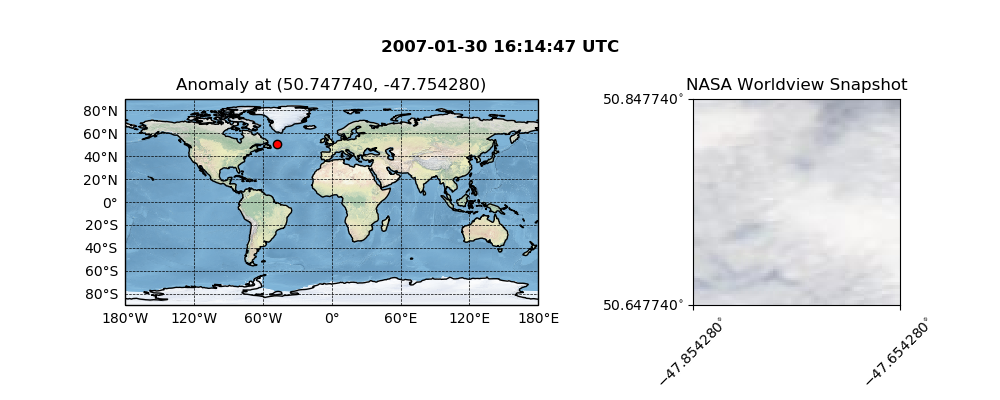 2007-01-30 16:14:47 UTC
Anomaly at (50.747740, -47.754280)
NASA Worldview Snapshot
80°N
60°N
40°N
20°N
0°
20°S
40°S
60°S
80°S
180°W 120°W 60°W 0° 60°E 120°E 180°E
50.847740°
50.647740°
−47.854280°
−47.654280°